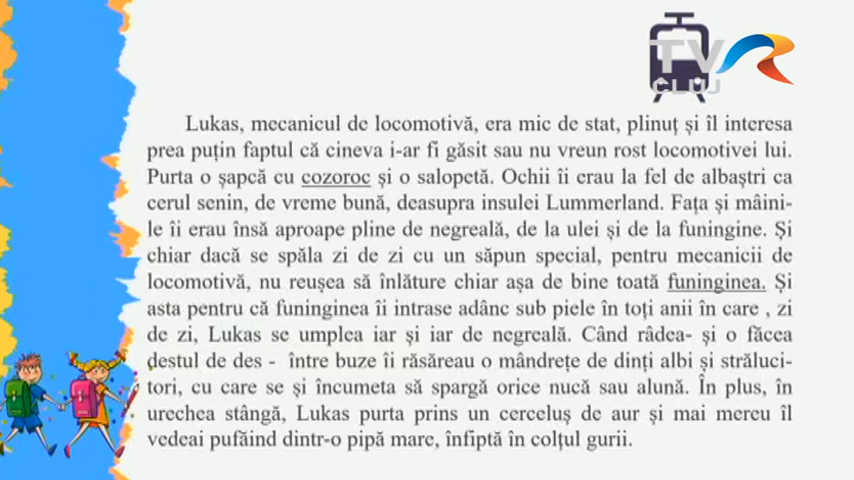 TVR
CLUJ
Lukas, mecanicul de locomotivă, era mic de stat, plinuț și îl interesa
prea puțin faptul că cineva i-ar fi găsit sau nu vreun rost locomotivei lui.
Purta o șapcă cu cozoroc și o salopetă. Ochii îi erau la fel de albaștri ca
cerul senin, de vreme bună, deasupra insulei Lummerland. Fața și mâini-
le îi erau însă aproape pline de negreală, de la ulei și de la funingine. Și
chiar dacă se spăla zi de zi cu un săpun special, pentru mecanicii de
locomotivă, nu reușea să înlăture chiar așa de bine toată funinginea. Și
asta pentru că funinginea îi intrase adânc sub piele în toți anii în care , zi
de zi, Lukas se umplea iar și iar de negreală. Când râdea- și o făcea
destul de des - între buze îi răsăreau o mândrețe de dinți albi și străluci-
tori, cu care se și încumeta să spargă orice nucă sau alună. În plus, în
urechea stângă, Lukas purta prins un cerceluș de aur și mai mereu îl
vedeai pufăind dintr-o pipă mare, înfiptă în colțul gurii.